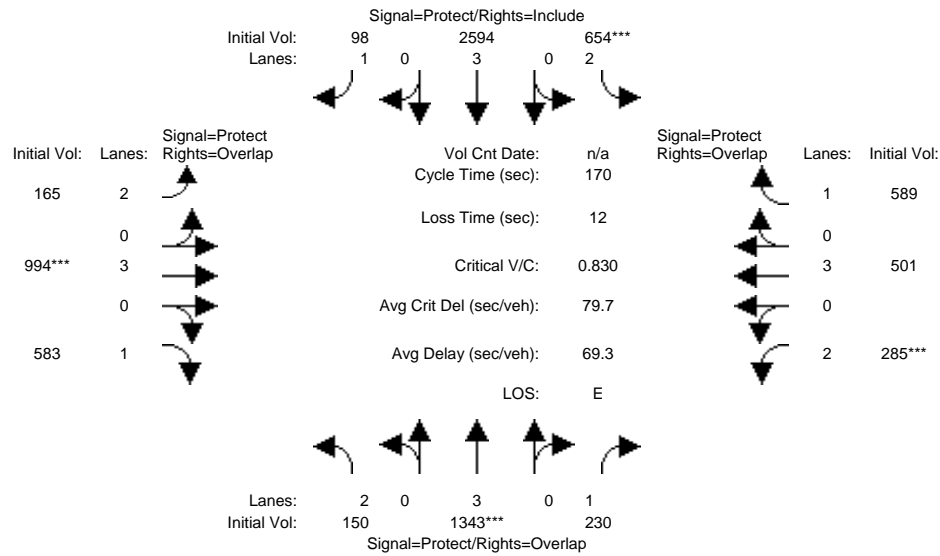 Signal=Protect/Rights=Include
Initial Vol: 98 2594 654***
Lanes: 1 0 3 0 2
Signal=Protect Signal=Protect
Initial Vol: Lanes: Rights=Overlap Vol Cnt Date: n/a Rights=Overlap Lanes: Initial Vol:
Cycle Time (sec): 170
165 2 1 589
Loss Time (sec): 12
0 0
994*** 3 Critical V/C: 0.830 3 501
0 Avg Crit Del (sec/veh): 79.7 0
583 1 Avg Delay (sec/veh): 69.3 2 285***
LOS: E
Lanes: 2 0 3 0 1
Initial Vol: 150 1343*** 230
Signal=Protect/Rights=Overlap